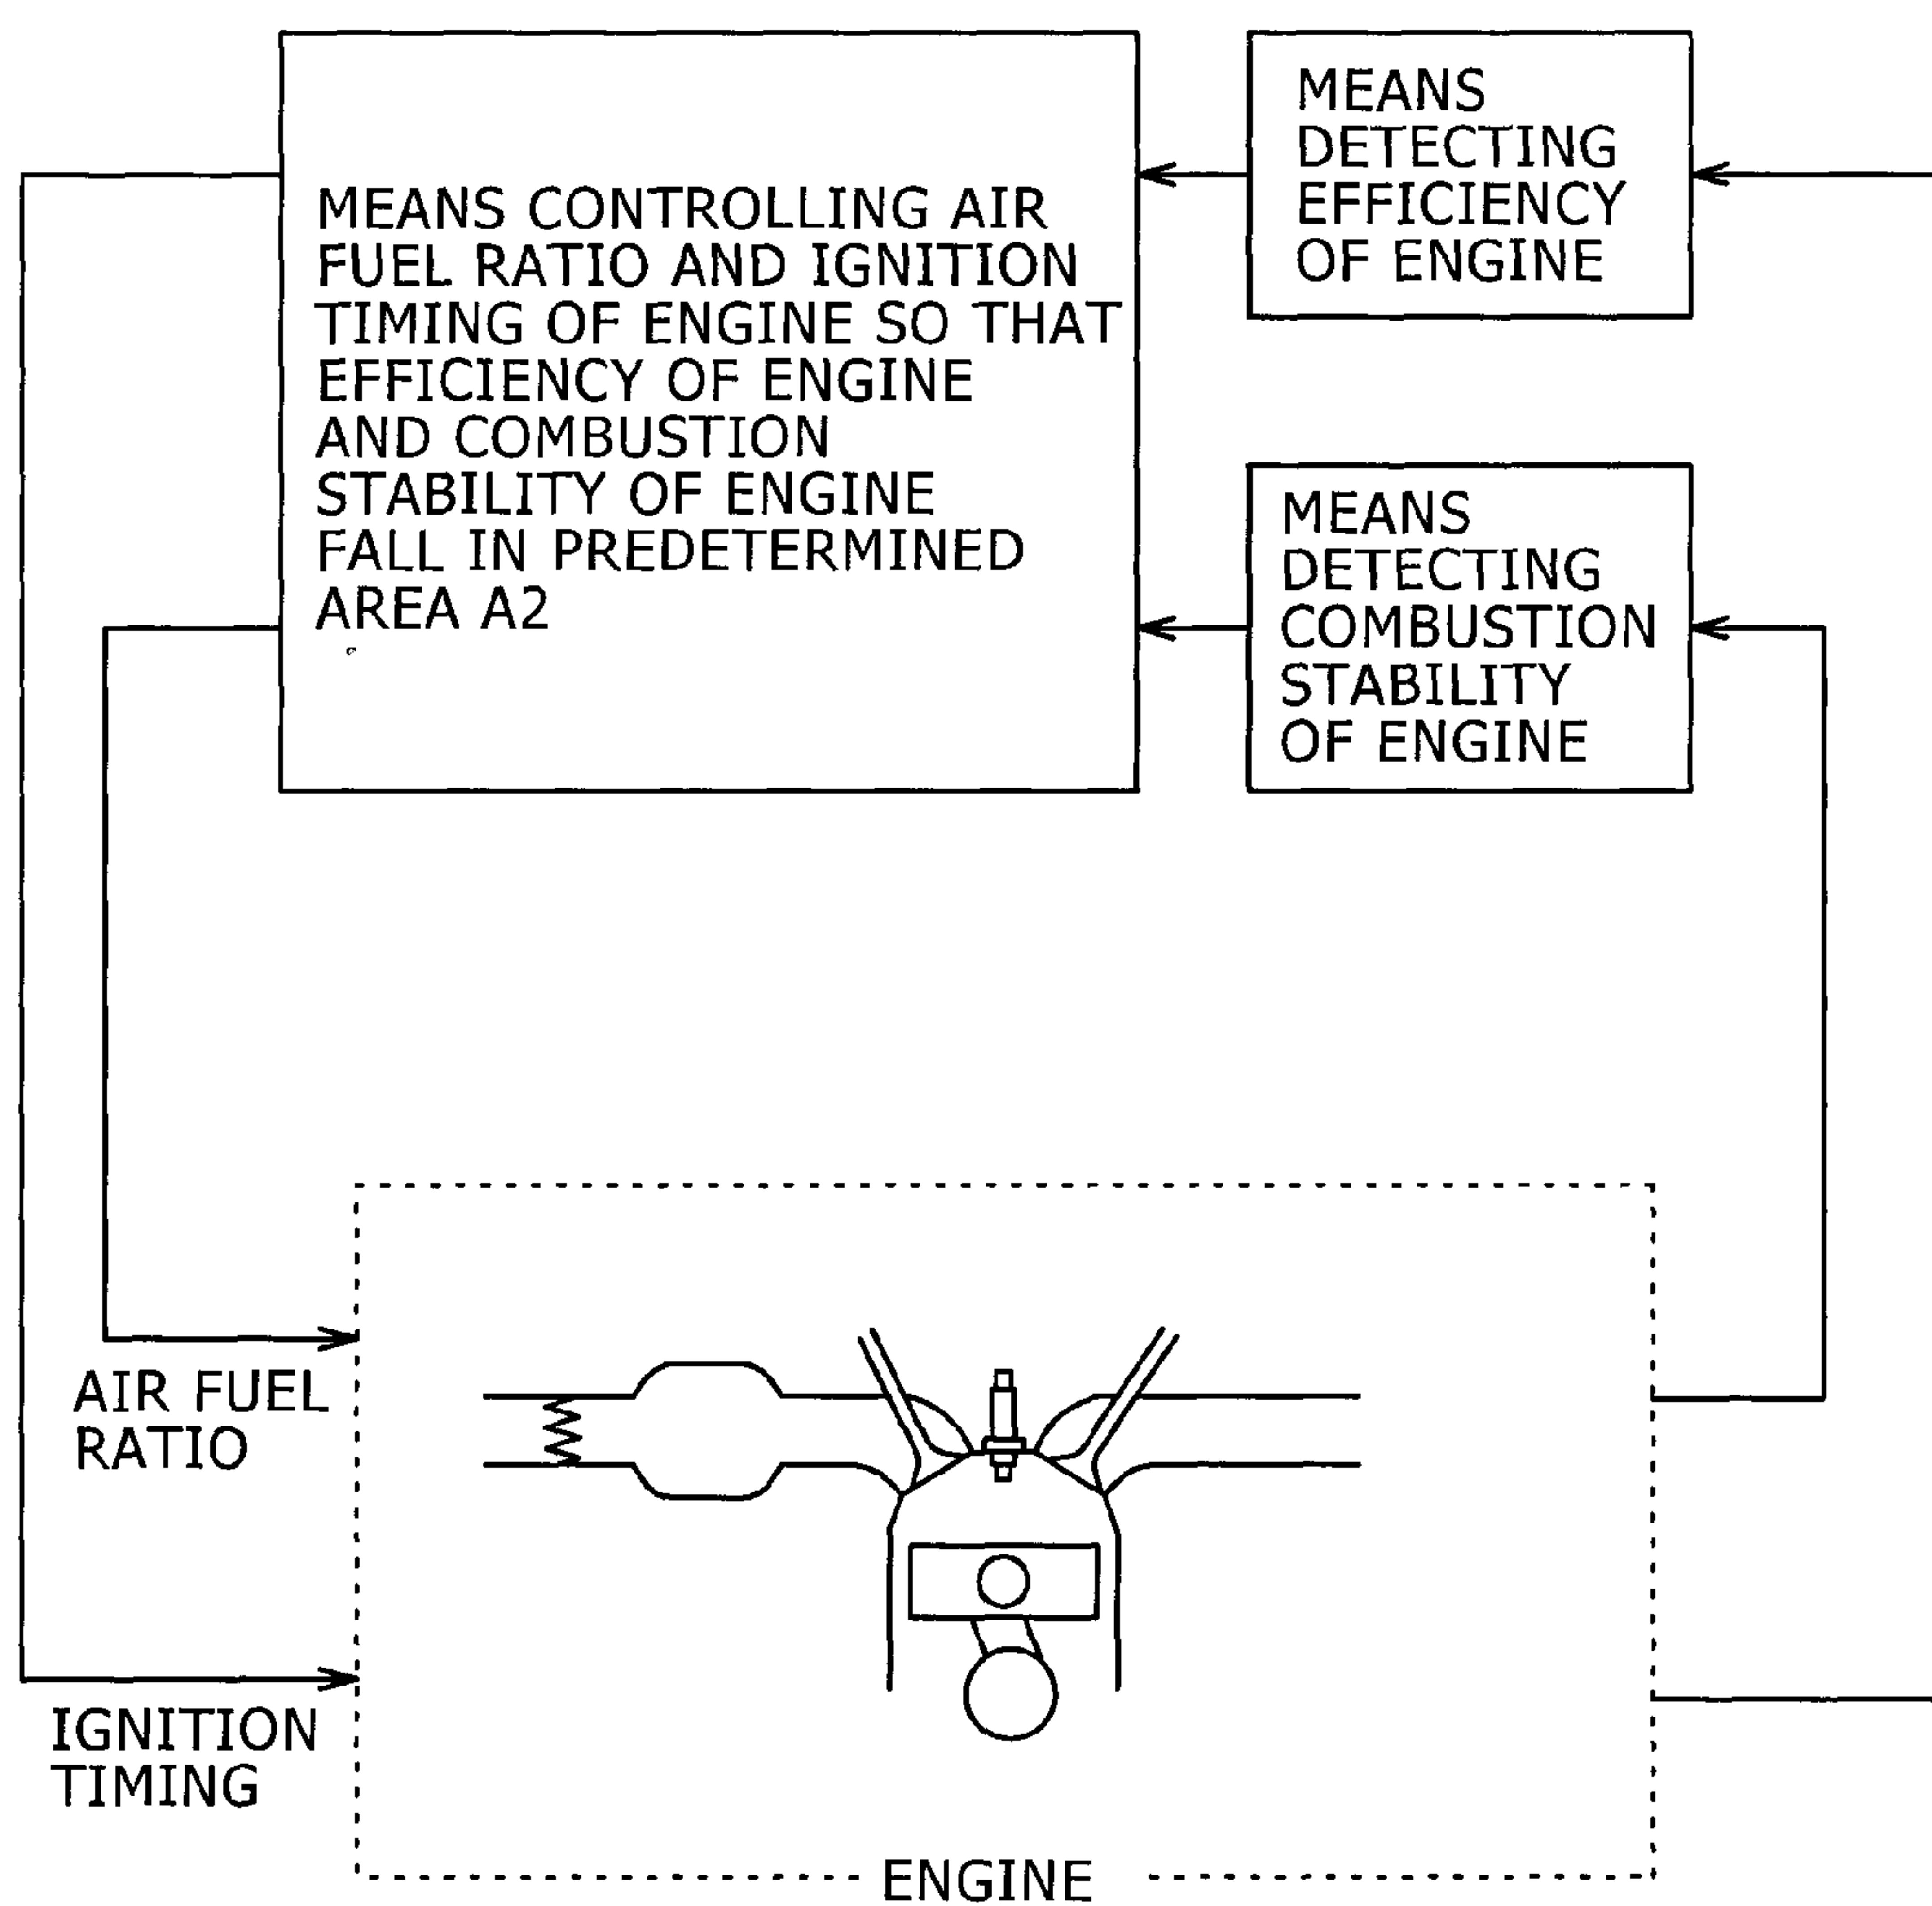 MEANS CONTROLLING AIR
FUEL RATIO AND IGNITION
TIMING OF ENGINE SO THAT
EFFICIENCY OF ENGINE
AND COMBUSTION
STABILITY OF ENGINE
FALL IN PREDETERMINED
AREA A2
MEANS
DETECTING
EFFICIENCY
OF ENGINE
MEANS
DETECTING
COMBUSTION
STABILITY
OF ENGINE
AIR FUEL
RATIO
IGNITION
TIMING
ENGINE